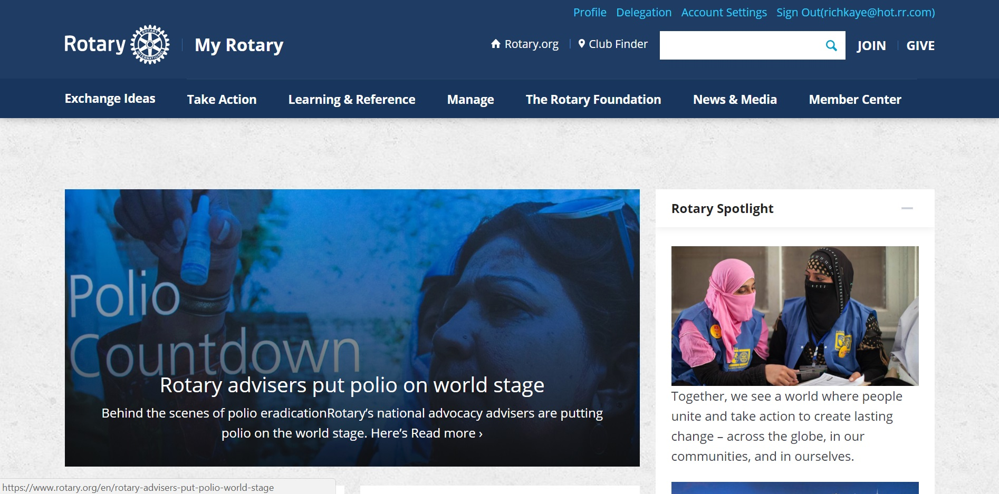 Profile Delegation Account Settings Sign Out(richkaye@hot.rr.com)
Rotary
ROTARY
INTERNATIONAL
My Rotary
Rotary.org
Club Finder
JOIN
GIVE
Exchange Ideas
Take Action
Learning & Reference
Manage
The Rotary Foundation
News & Media
Member Center
Polio
Countdown
Rotary advisers put polio on world stage
Behind the scenes of polio eradicationRotary’s national advocacy advisers are putting
polio on the world stage. Here’s Read more ›
Rotary Spotlight
Together, we see a world where people
unite and take action to create lasting
change – across the globe, in our
communities, and in ourselves.
https://www.rotary.org/en/rotary-advisers-put-polio-world-stage